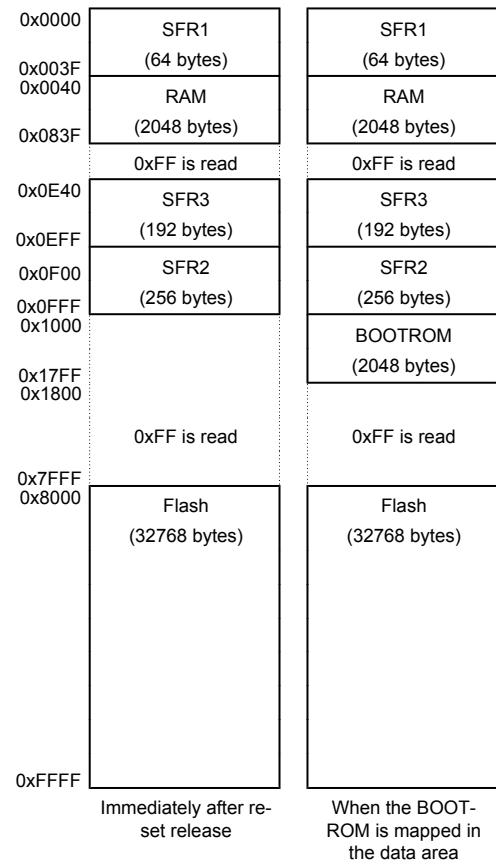 0x0000
SFR1
SFR1
(64 bytes)
(64 bytes)
0x003F
0x0040
RAM
RAM
(2048 bytes)
(2048 bytes)
0x083F
0xFF is read
0xFF is read
0x0E40
SFR3
SFR3
(192 bytes)
(192 bytes)
0x0EFF
SFR2
SFR2
0x0F00
(256 bytes)
(256 bytes)
0x0FFF
0x1000
BOOTROM
(2048 bytes)
0x17FF
0x1800
0xFF is read
0xFF is read
0x7FFF
0x8000
Flash
Flash
(32768 bytes)
(32768 bytes)
0xFFFF
Immediately after re-
set release
When the BOOT-
ROM is mapped in
the data area